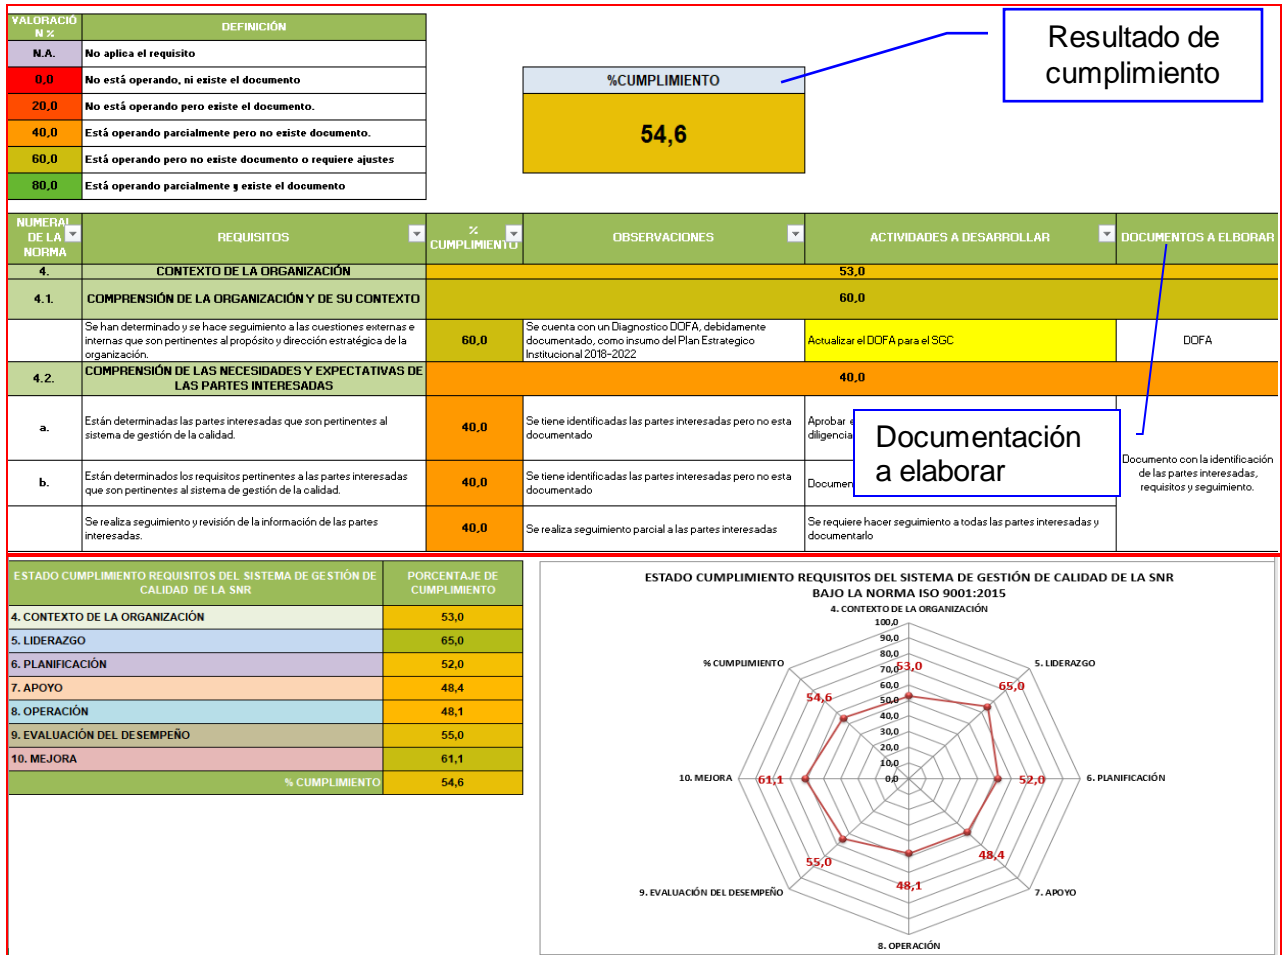 VALORACIÓ
N %
DEFINICIÓN
N.A.
No aplica el requisito
0,0
No está operando, ni existe el documento
20,0
No está operando pero existe el documento.
40,0
Está operando parcialmente pero no existe documento.
60,0
Está operando pero no existe documento o requiere ajustes
80,0
Está operando parcialmente y existe el documento
%CUMPLIMIENTO
54,6
Resultado de
cumplimiento
NUMERAL
DE LA
NORMA
REQUISITOS
%
CUMPLIMIENTO
OBSERVACIONES
ACTIVIDADES A DESARROLLAR
DOCUMENTOS A ELBORAR
4.
CONTEXTO DE LA ORGANIZACIÓN
53,0
4.1.
COMPRENSIÓN DE LA ORGANIZACIÓN Y DE SU CONTEXTO
60,0
Se han determinado y se hace seguimiento a las cuestiones externas e
internas que son pertinentes al propósito y dirección estratégica de la
organización.
60,0
Se cuenta con un Diagnostico DOFA, debidamente
documentado, como insumo del Plan Estrategico
Institucional 2018-2022
Actualizar el DOFA para el SGC
DOFA
4.2.
COMPRENSIÓN DE LAS NECESIDADES Y EXPECTATIVAS DE
LAS PARTES INTERESADAS
40,0
a.
Están determinadas las partes interesadas que son pertinentes al
sistema de gestión de la calidad.
40,0
Se tiene identificadas las partes interesadas pero no esta
documentado
Aprobar
diligencia
Documentación
a elaborar
Documento con la identificación
de las partes interesadas,
requisitos y seguimiento.
b.
Están determinados los requisitos pertinentes a las partes interesadas
que son pertinentes al sistema de gestión de la calidad.
40,0
Se tiene identificadas las partes interesadas pero no esta
documentado
Documen
Se realiza seguimiento y revisión de la información de las partes
interesadas.
40,0
Se realiza seguimiento parcial a las partes interesadas
Se requiere hacer seguimiento a todas las partes interesadas y
documentarlo
ESTADO CUMPLIMIENTO REQUISITOS DEL SISTEMA DE GESTIÓN DE
CALIDAD DE LA SNR
PORCENTAJE DE
CUMPLIMIENTO
4. CONTEXTO DE LA ORGANIZACIÓN
53,0
5. LIDERAZGO
65,0
6. PLANIFICACIÓN
52,0
7. APOYO
48,4
8. OPERACIÓN
48,1
9. EVALUACIÓN DEL DESEMPEÑO
55,0
10. MEJORA
61,1
% CUMPLIMIENTO
54,6
ESTADO CUMPLIMIENTO REQUISITOS DEL SISTEMA DE GESTIÓN DE CALIDAD DE LA SNR
BAJO LA NORMA ISO 9001:2015
4. CONTEXTO DE LA ORGANIZACIÓN
100,0
90,0
80,0
70,0
60,0
50,0
40,0
30,0
20,0
10,0
0,0
53,0
5. LIDERAZGO
65,0
6. PLANIFICACIÓN
52,0
7. APOYO
48,4
8. OPERACIÓN
48,1
9. EVALUACIÓN DEL DESEMPEÑO
55,0
10. MEJORA
61,1
% CUMPLIMIENTO
54,6